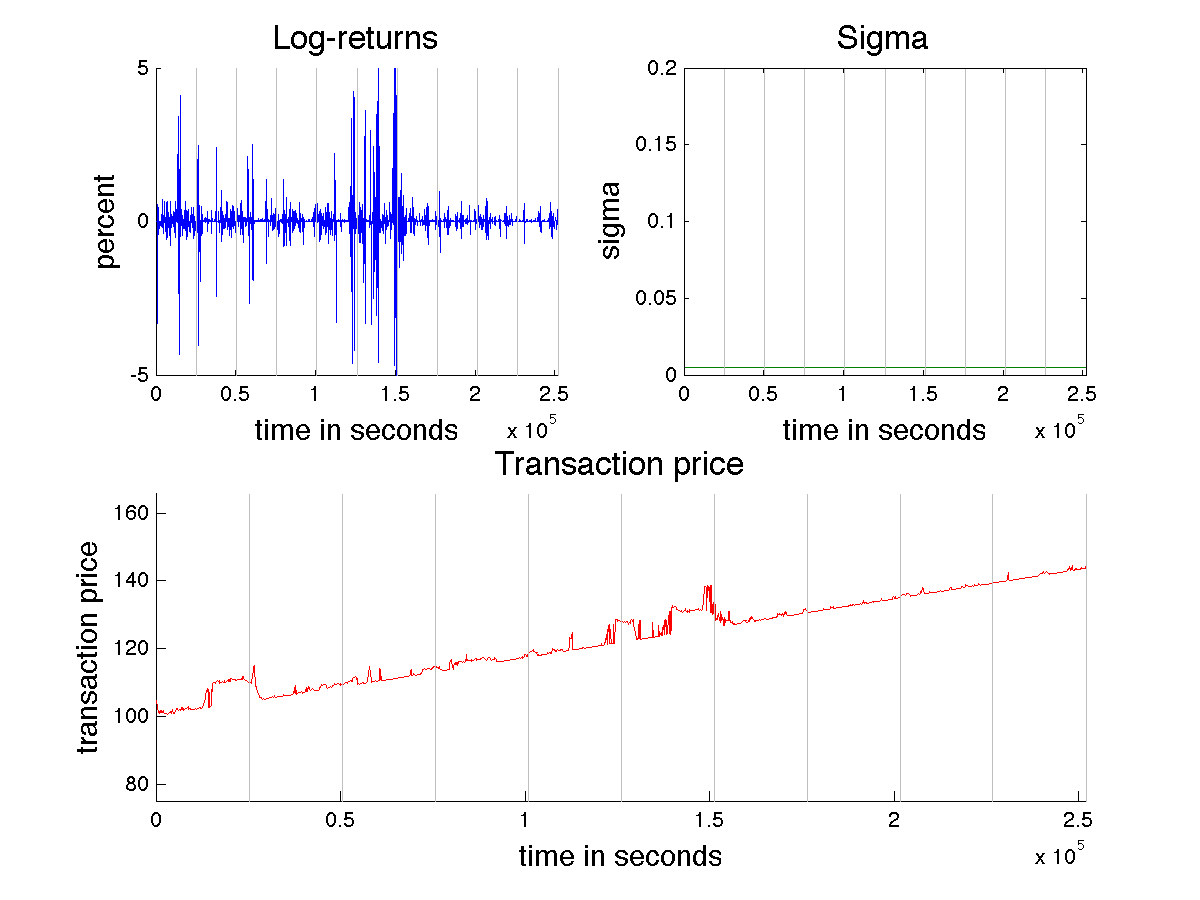 Log-returns
5
0
-5
percent
0 0.5 1 1.5 2 2.5
x 10^5
time in seconds
Sigma
0.2
0.15
0.1
0.05
0
sigma
0 0.5 1 1.5 2 2.5
x 10^5
time in seconds
Transaction price
160
140
120
100
80
transaction price
0 0.5 1 1.5 2 2.5
x 10^5
time in seconds